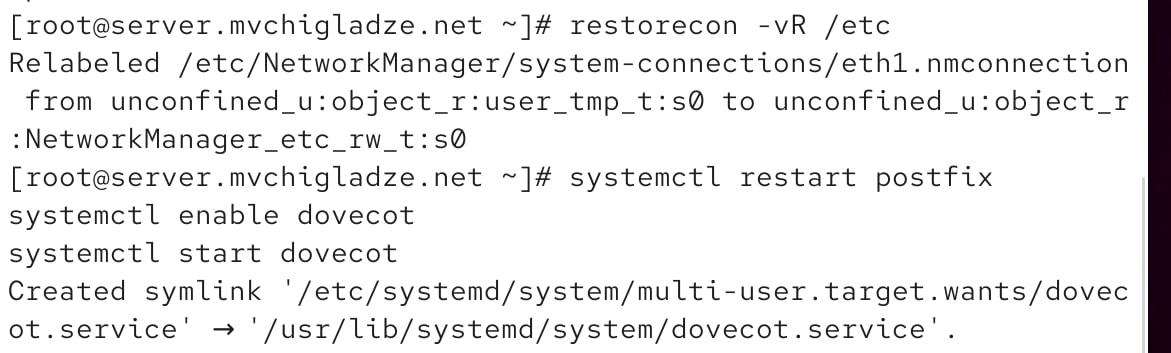 [root@server.mvchigladze.net ~]# restorecon -vR /etc
Relabeled /etc/NetworkManager/system-connections/eth1.nmconnection
 from unconfined_u:object_r:user_tmp_t:s0 to unconfined_u:object_r
:NetworkManager_etc_rw_t:s0
[root@server.mvchigladze.net ~]# systemctl restart postfix
systemctl enable dovecot
systemctl start dovecot
Created symlink '/etc/systemd/system/multi-user.target.wants/dovec
ot.service' → '/usr/lib/systemd/system/dovecot.service'.